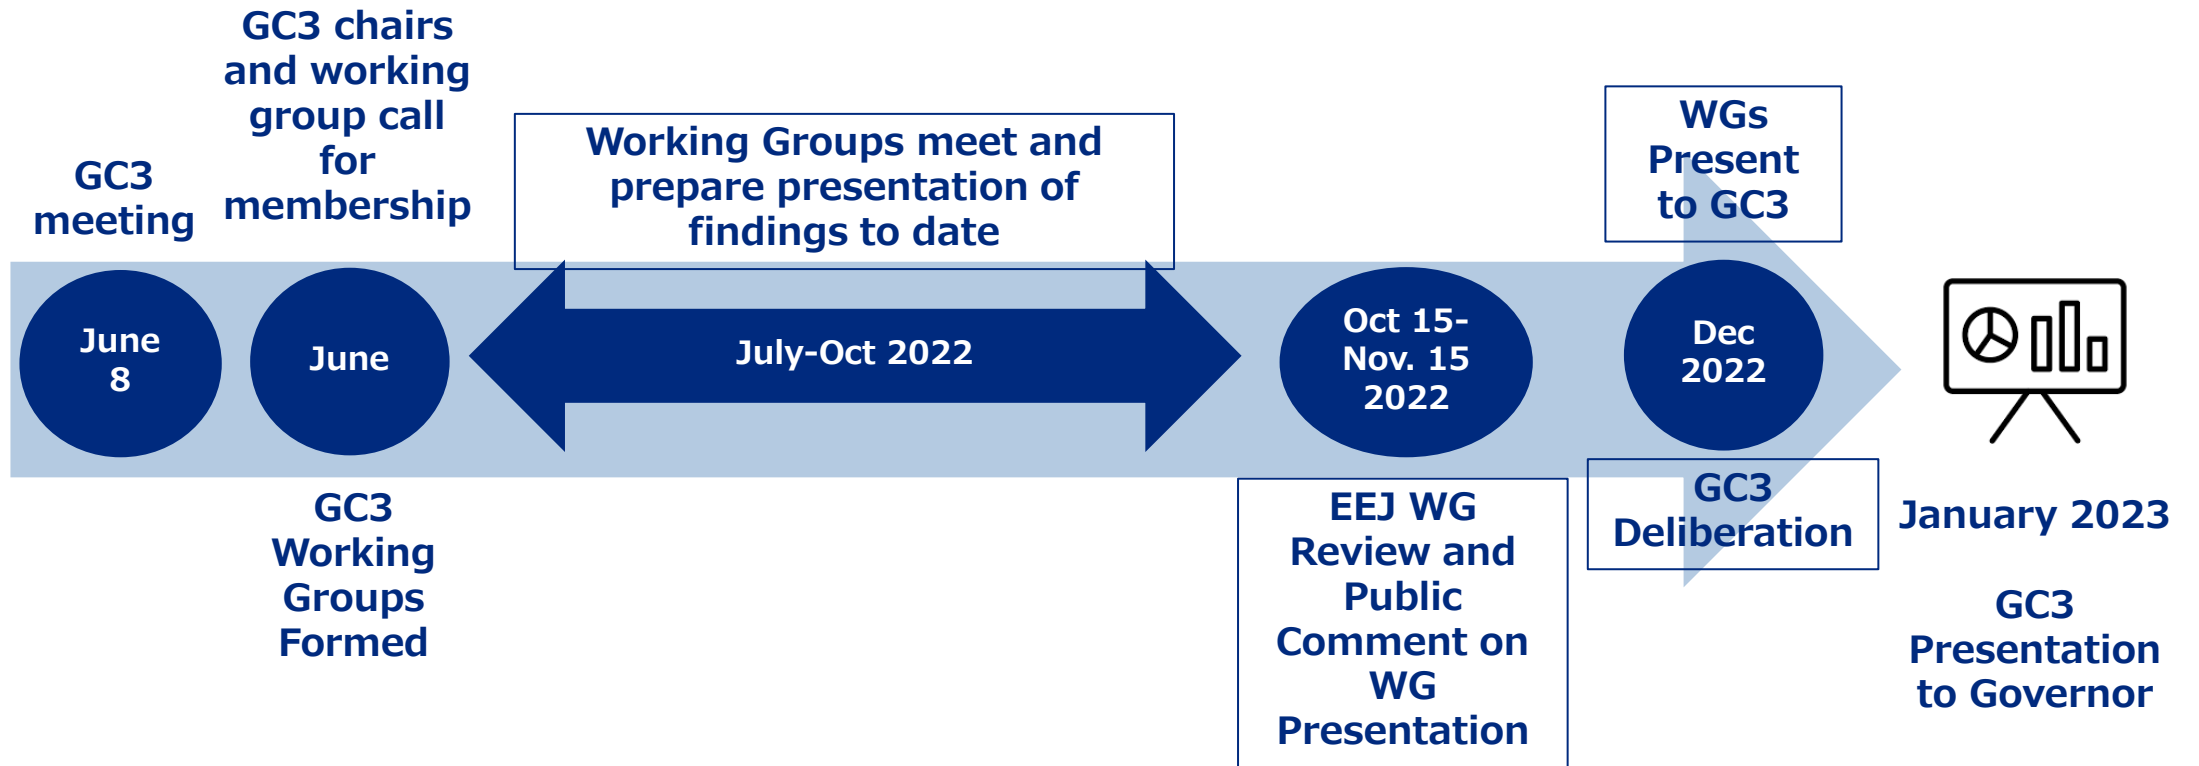 GC3
meeting
June
8
GC3 chairs
and working
group call
for
membership
June
GC3
Working
Groups
Formed
Working Groups meet and
prepare presentation of
findings to date
July-Oct 2022
Oct 15-
Nov. 15
2022
EEJ WG
Review and
Public
Comment on
WG
Presentation
WGs
Present
to GC3
Dec
2022
GC3
Deliberation
January 2023
GC3
Presentation
to Governor